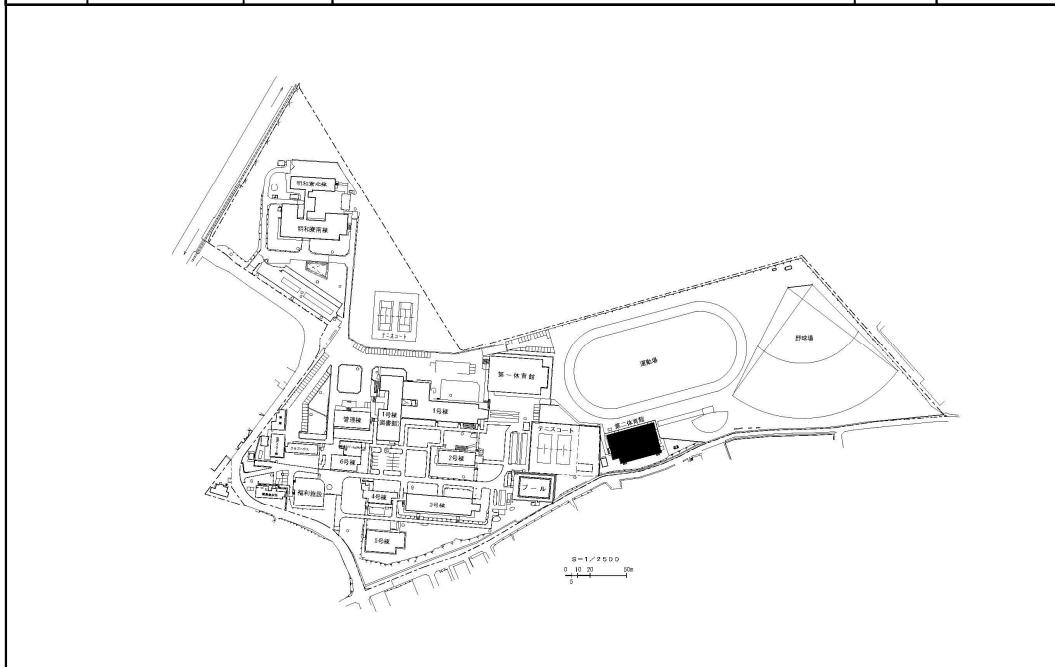 明和寮北棟
明和寮南棟
テニスコート
運動場
野球場
第一体育館
1号棟
(図書館)
1号棟
管理棟
第二体育館
テニスコート
2号棟
6号棟
プール
福利施設
4号棟
3号棟
5号棟
S=1/2500
0 10 20 50m
5